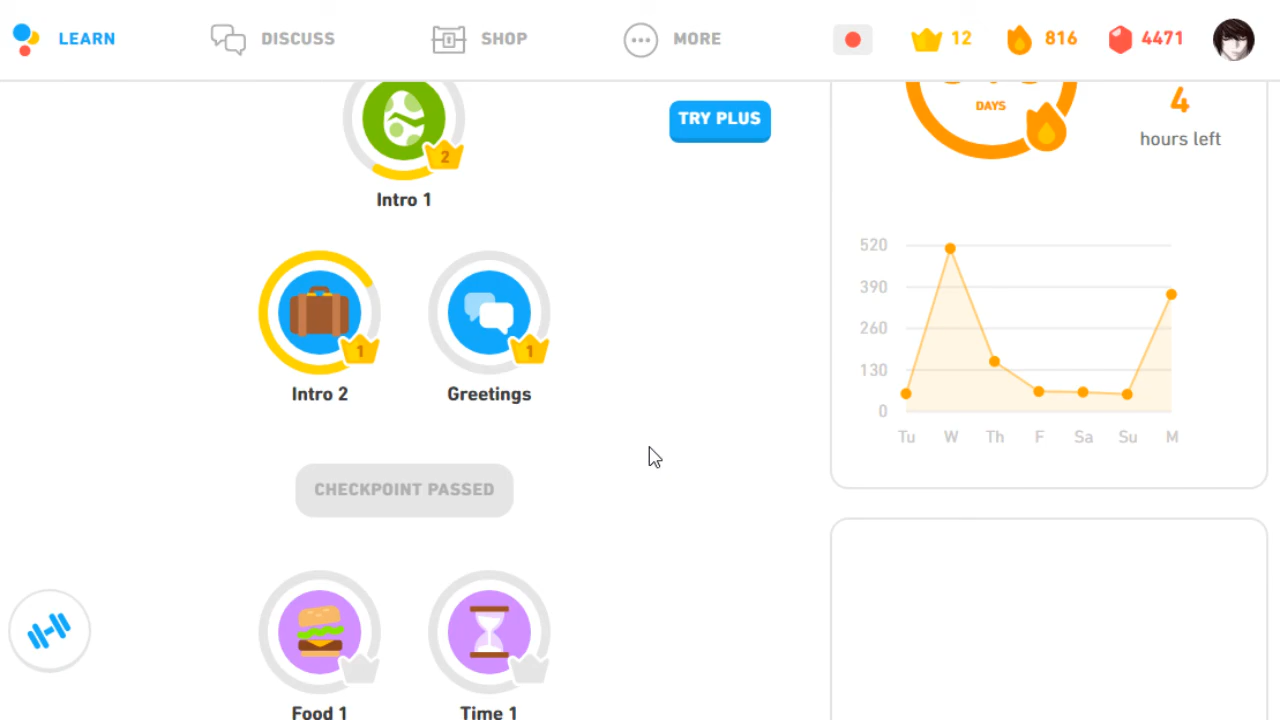 LEARN
DISCUSS
SHOP
MORE
12
816
4471
2
Intro 1
TRY PLUS
DAYS
4
hours left
1
Intro 2
1
Greetings
520
390
260
130
0
Tu W Th F Sa Su M
CHECKPOINT PASSED
Food 1
Time 1